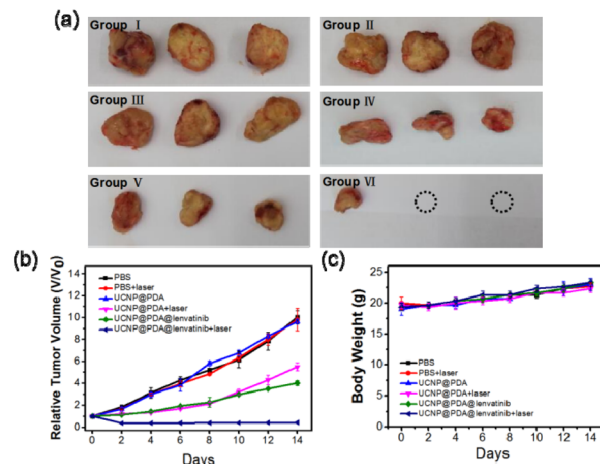 (a)
Group I
Group II
Group III
Group IV
Group V
Group VI
(b)
Relative Tumor Volume (V/V0)
14
12
10
8
6
4
2
0
PBS
PBS+laser
UCNP@PDA
UCNP@PDA+laser
UCNP@PDA@lenvatinib
UCNP@PDA@lenvatinib+laser
0 2 4 6 8 10 12 14
Days
(c)
Body Weight (g)
25
20
15
10
5
0
PBS
PBS+laser
UCNP@PDA
UCNP@PDA+laser
UCNP@PDA@lenvatinib
UCNP@PDA@lenvatinib+laser
0 2 4 6 8 10 12 14
Days